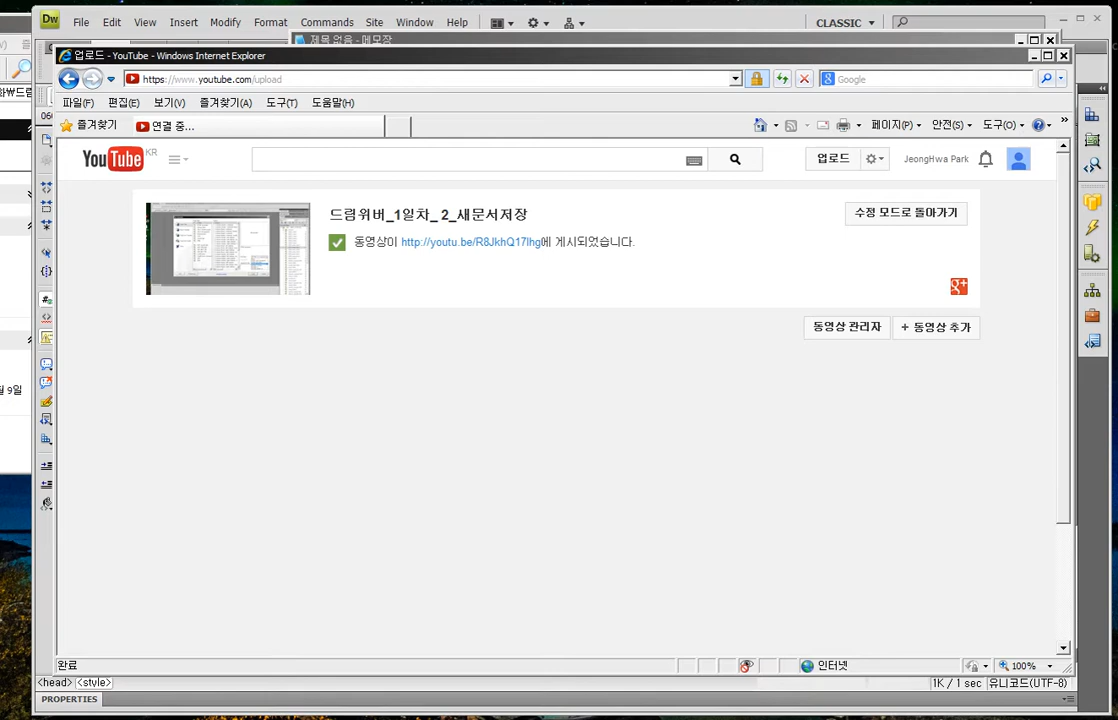 Dw File Edit View Insert Modify Format Commands Site Window Help CLASSIC
제목 없음 - 메모장
업로드 - YouTube - Windows Internet Explorer
https://www.youtube.com/upload
Google
파일(F) 편집(E) 보기(V) 즐겨찾기(A) 도구(T) 도움말(H)
즐겨찾기 연결 중... 페이지(P) 안전(S) 도구(O)
YouTube KR 업로드 JeongHwa Park
드림위버_1일차_ 2_새문서저장
수정 모드로 돌아가기
동영상이 http://youtu.be/R8JkhQ17lhg에 게시되었습니다.
g+
동영상 관리자 + 동영상 추가
월 9일
완료 인터넷 100%
<head> <style> 1K / 1 sec 유니코드(UTF-8)
PROPERTIES